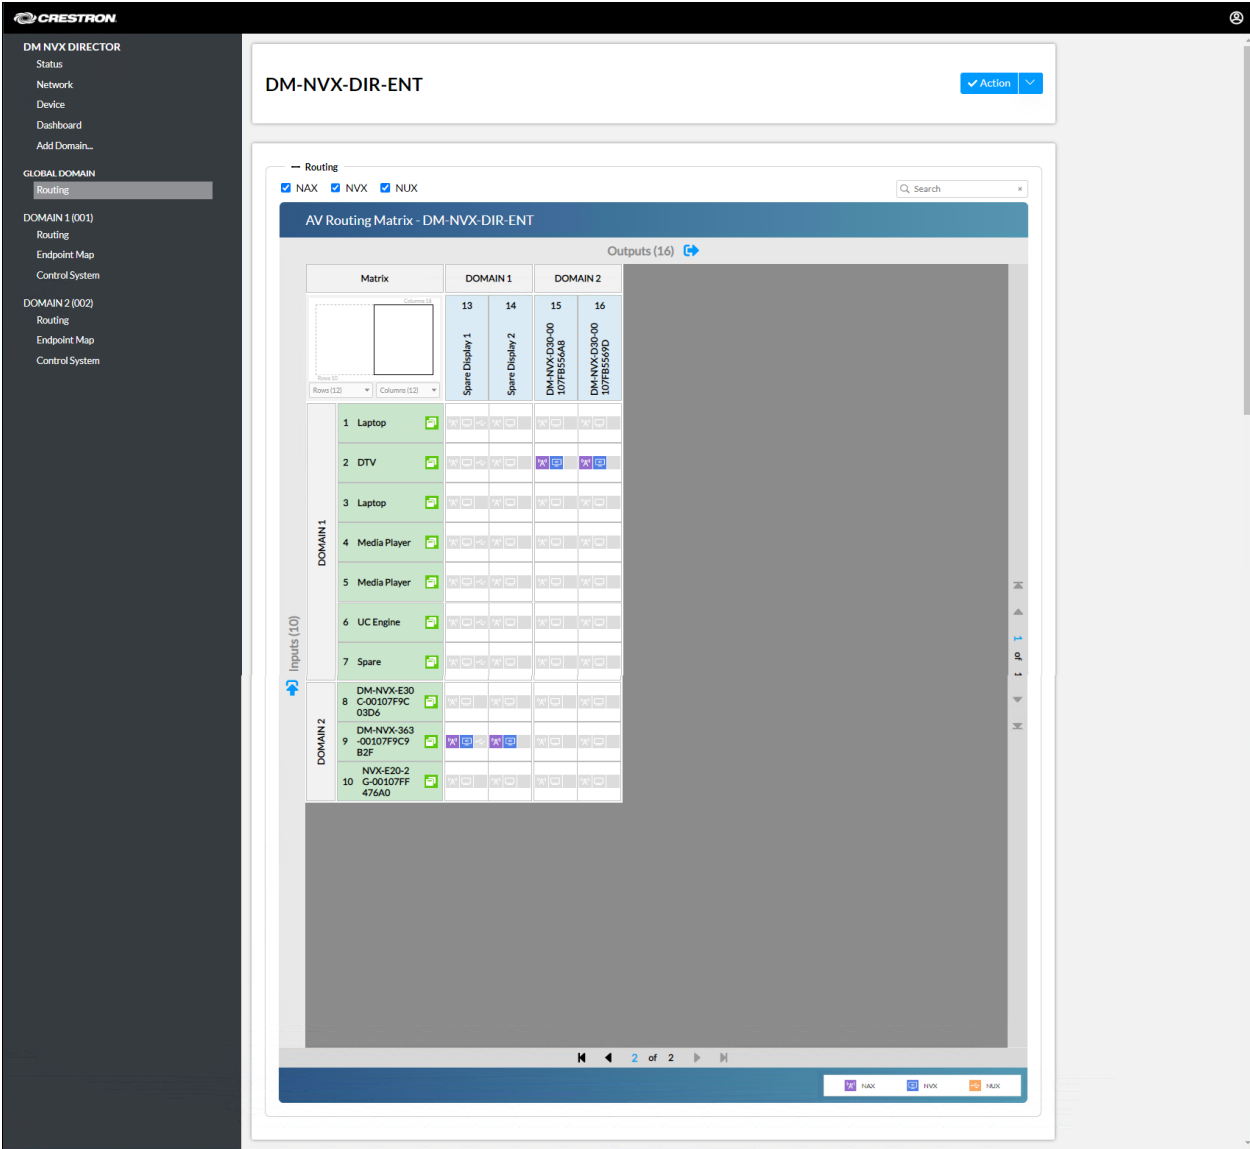 CRESTRON
DM NVX DIRECTOR
Status
Network
Device
Dashboard
Add Domain...
GLOBAL DOMAIN
Routing
DOMAIN 1 (001)
Routing
Endpoint Map
Control System
DOMAIN 2 (002)
Routing
Endpoint Map
Control System
DM-NVX-DIR-ENT
Action
Routing
NAX
NVX
NUX
Search
AV Routing Matrix - DM-NVX-DIR-ENT
Outputs (16)
Matrix
DOMAIN 1
DOMAIN 2
Columns 16
Rows 10
Rows (12)
Columns (12)
13
14
15
16
Spare Display 1
Spare Display 2
DM-NVX-D30-00
107FB556A8
DM-NVX-D30-00
107FB5569D
Inputs (10)
DOMAIN 1
1 Laptop
2 DTV
3 Laptop
4 Media Player
5 Media Player
6 UC Engine
7 Spare
DOMAIN 2
DM-NVX-E30
8 C-00107F9C
03D6
DM-NVX-363
9 -00107F9C9
B2F
NVX-E20-2
10 G-00107FF
476A0
1 of 1
2 of 2
NAX
NVX
NUX